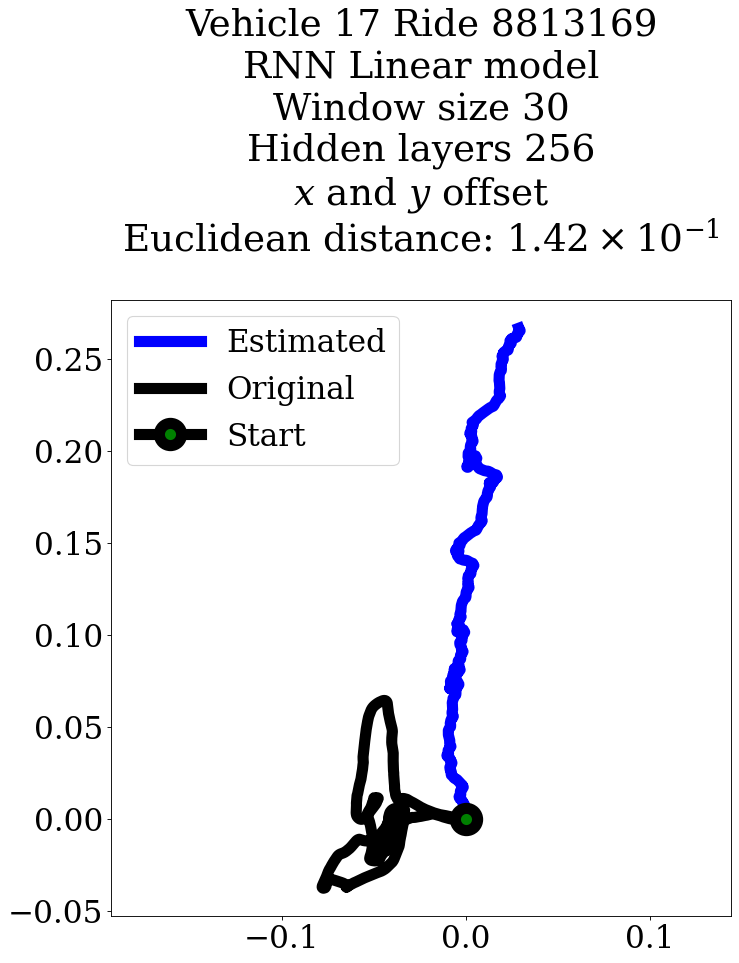 Vehicle 17 Ride 8813169
RNN Linear model
Window size 30
Hidden layers 256
x and y offset
Euclidean distance: 1.42 × 10⁻¹
Estimated
Original
Start
0.25
0.20
0.15
0.10
0.05
0.00
−0.05
−0.1
0.0
0.1